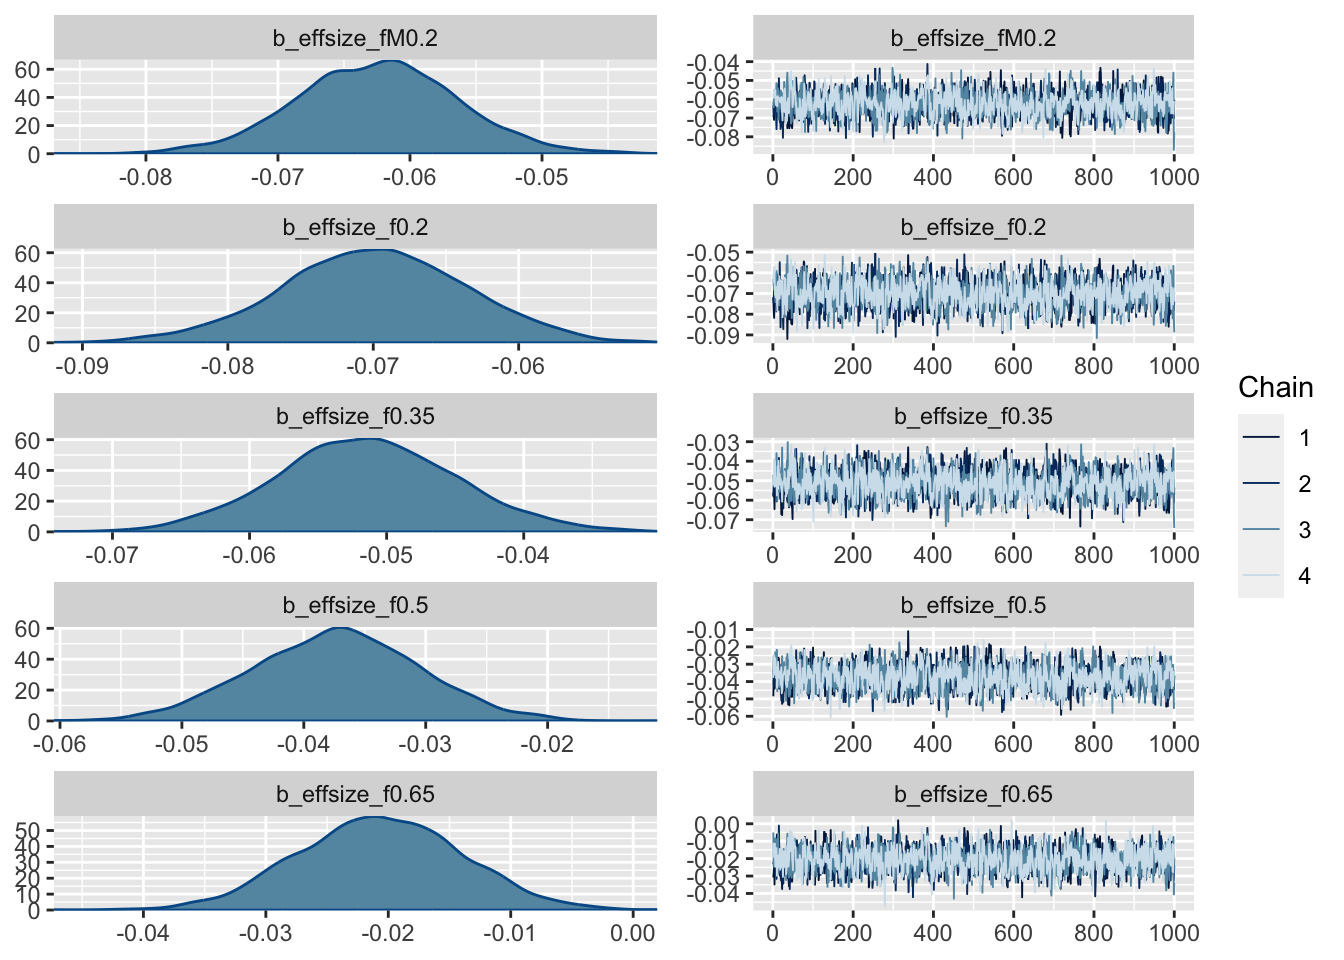 b_effsize_fM0.2
60
40
20
0
-0.08 -0.07 -0.06 -0.05
b_effsize_fM0.2
-0.04
-0.05
-0.06
-0.07
-0.08
0 200 400 600 800 1000
b_effsize_f0.2
60
40
20
0
-0.09 -0.08 -0.07 -0.06
b_effsize_f0.2
-0.05
-0.06
-0.07
-0.08
-0.09
0 200 400 600 800 1000
b_effsize_f0.35
60
40
20
0
-0.07 -0.06 -0.05 -0.04
b_effsize_f0.35
-0.03
-0.04
-0.05
-0.06
-0.07
0 200 400 600 800 1000
b_effsize_f0.5
60
40
20
0
-0.06 -0.05 -0.04 -0.03 -0.02
b_effsize_f0.5
-0.01
-0.02
-0.03
-0.04
-0.05
-0.06
0 200 400 600 800 1000
b_effsize_f0.65
50
40
30
20
10
0
-0.04 -0.03 -0.02 -0.01 0.00
b_effsize_f0.65
0.00
-0.01
-0.02
-0.03
-0.04
0 200 400 600 800 1000
Chain
1
2
3
4